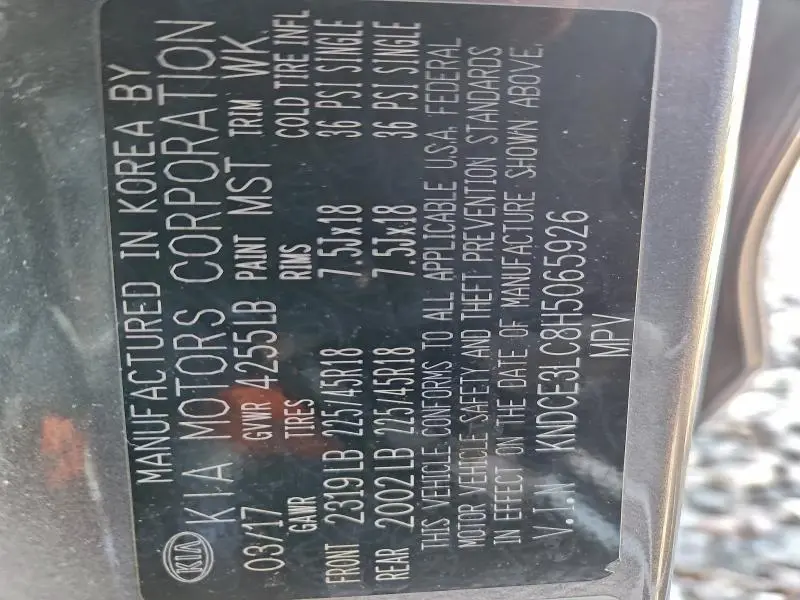 MANUFACTURED IN KOREA BY
KIA KIA MOTORS CORPORATION
03/17 GVWR 4255LB PAINT MST TRIM WK
GAWR TIRES RIMS COLD TIRE INFL
FRONT 2319LB 225/45R18 7.5Jx18 36 PSI SINGLE
REAR 2002LB 225/45R18 7.5Jx18 36 PSI SINGLE
THIS VEHICLE CONFORMS TO ALL APPLICABLE U.S.A. FEDERAL
MOTOR VEHICLE SAFETY AND THEFT PREVENTION STANDARDS
IN EFFECT ON THE DATE OF MANUFACTURE SHOWN ABOVE.
V.I.N KNDCE3LC8H5065926
MPV